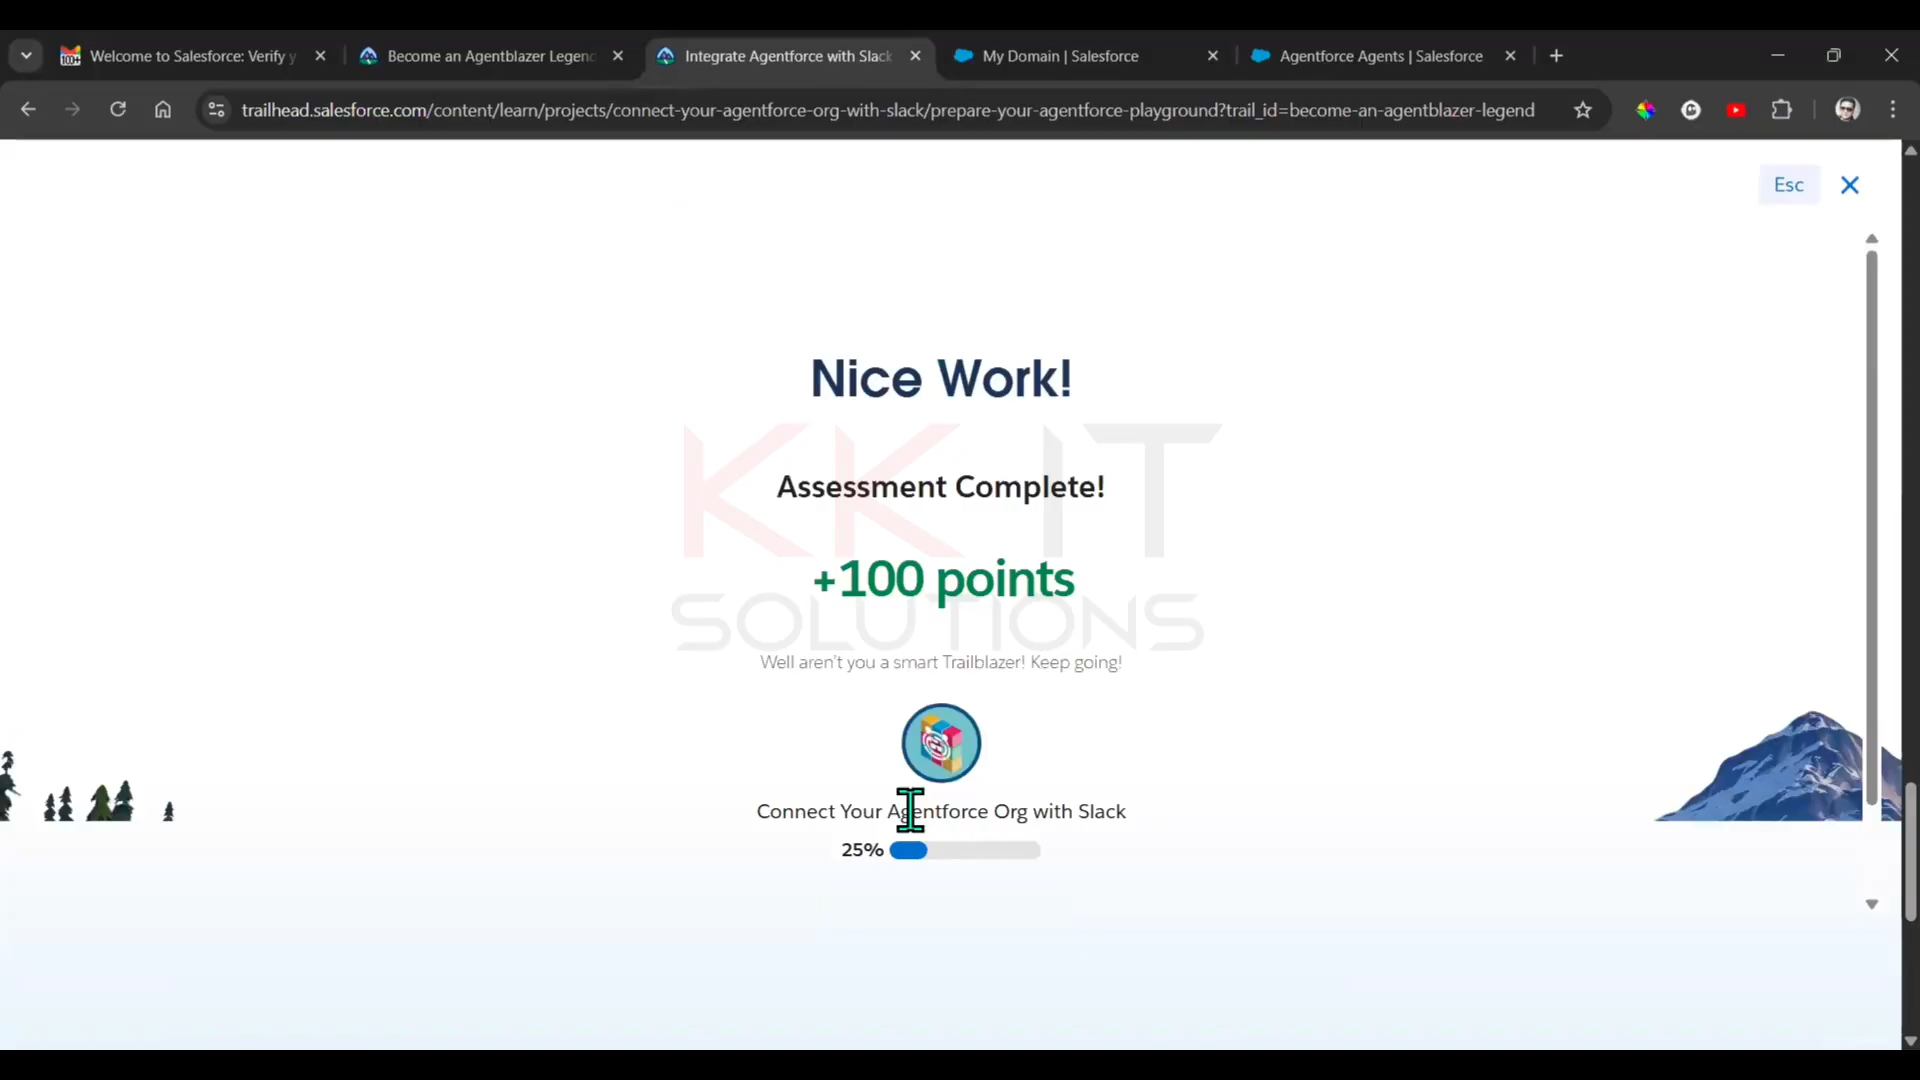 Welcome to Salesforce: Verify y
Become an Agentblazer Legend
Integrate Agentforce with Slack
My Domain | Salesforce
Agentforce Agents | Salesforce
trailhead.salesforce.com/content/learn/projects/connect-your-agentforce-org-with-slack/prepare-your-agentforce-playground?trail_id=become-an-agentblazer-legend
Esc
Nice Work!
KK IT
Assessment Complete!
+100 points
SOLUTIONS
Well aren't you a smart Trailblazer! Keep going!
Connect Your Agentforce Org with Slack
25%